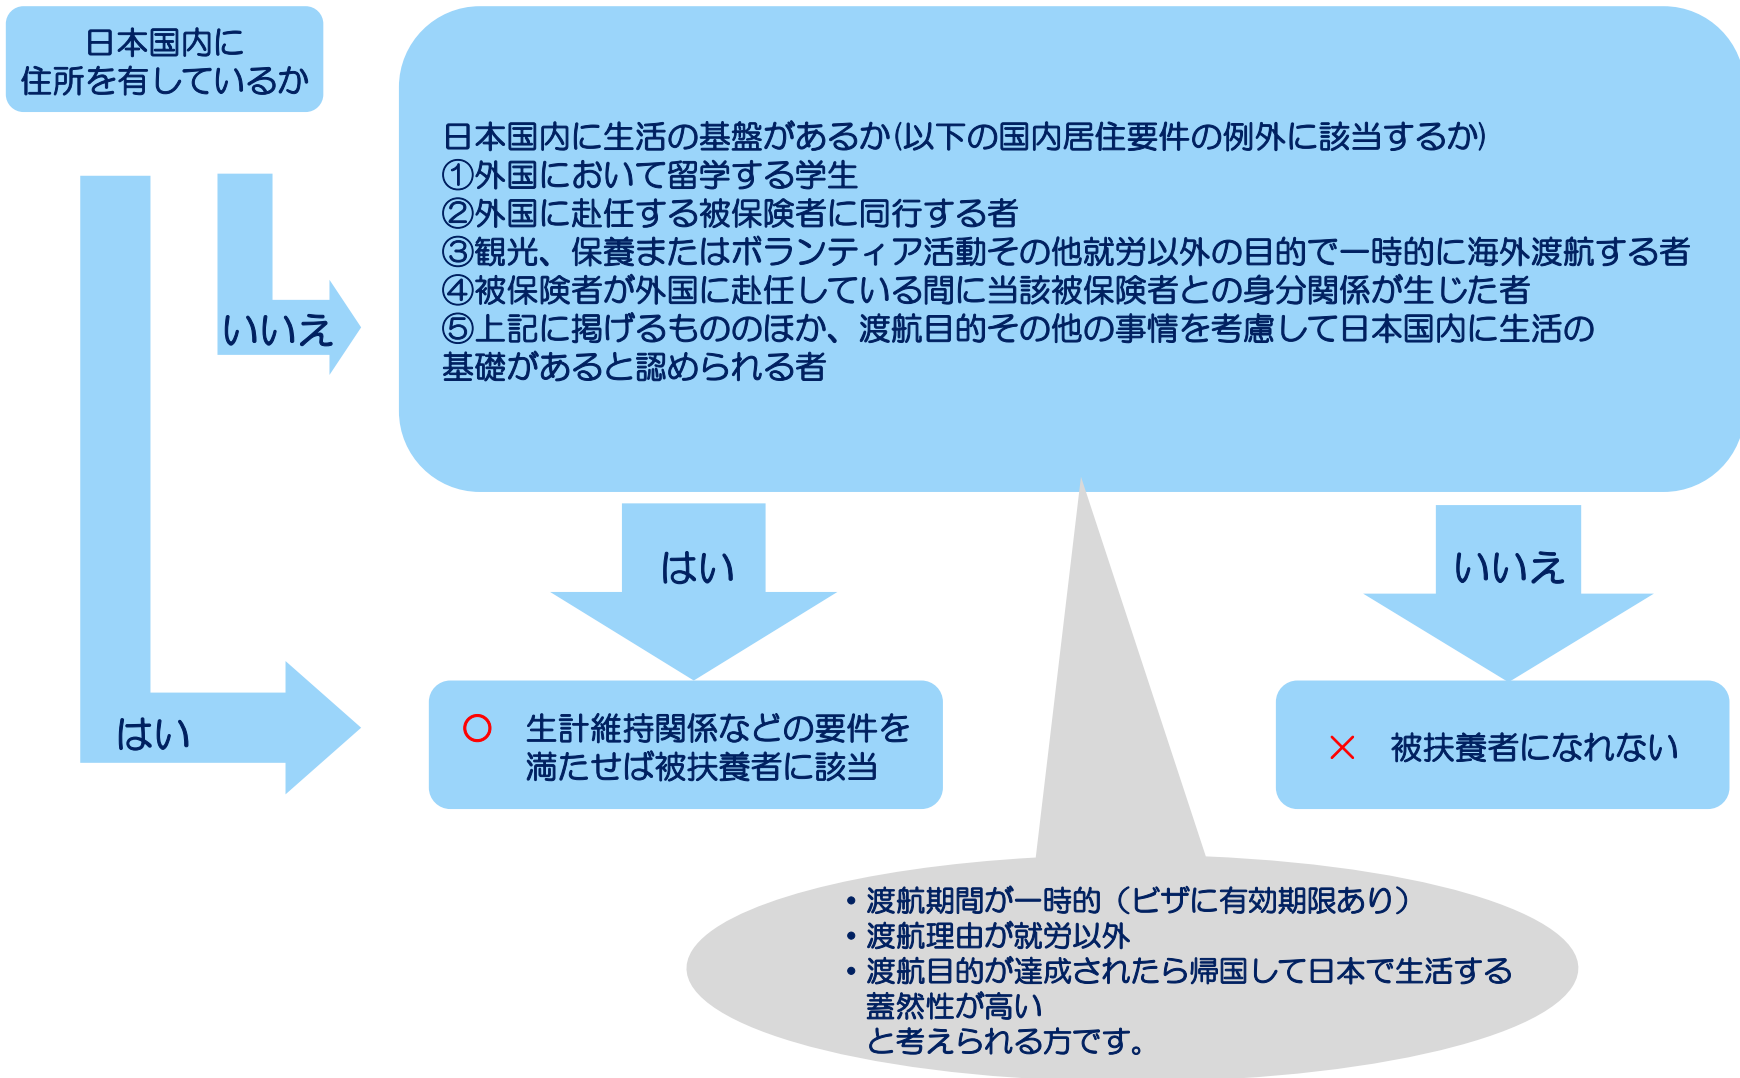 日本国内に
住所を有しているか
日本国内に生活の基盤があるか(以下の国内居住要件の例外に該当するか)
①外国において留学する学生
②外国に赴任する被保険者に同行する者
③観光、保養またはボランティア活動その他就労以外の目的で一時的に海外渡航する者
④被保険者が外国に赴任している間に当該被保険者との身分関係が生じた者
⑤上記に掲げるもののほか、渡航目的その他の事情を考慮して日本国内に生活の
基礎があると認められる者
いいえ
はい
いいえ
はい
〇 生計維持関係などの要件を
満たせば被扶養者に該当
× 被扶養者になれない
・渡航期間が一時的（ビザに有効期限あり）
・渡航理由が就労以外
・渡航目的が達成されたら帰国して日本で生活する
蓋然性が高い
と考えられる方です。